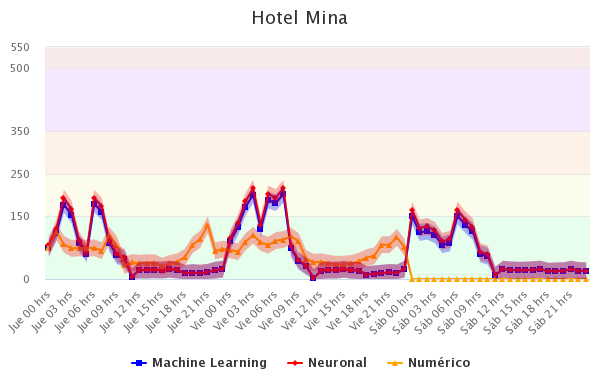 Hotel Mina
550
500
350
250
150
0
Jue 00 hrs
Jue 03 hrs
Jue 06 hrs
Jue 09 hrs
Jue 12 hrs
Jue 15 hrs
Jue 18 hrs
Jue 21 hrs
Vie 00 hrs
Vie 03 hrs
Vie 06 hrs
Vie 09 hrs
Vie 12 hrs
Vie 15 hrs
Vie 18 hrs
Vie 21 hrs
Sáb 00 hrs
Sáb 03 hrs
Sáb 06 hrs
Sáb 09 hrs
Sáb 12 hrs
Sáb 15 hrs
Sáb 18 hrs
Sáb 21 hrs
Machine Learning Neuronal Numérico